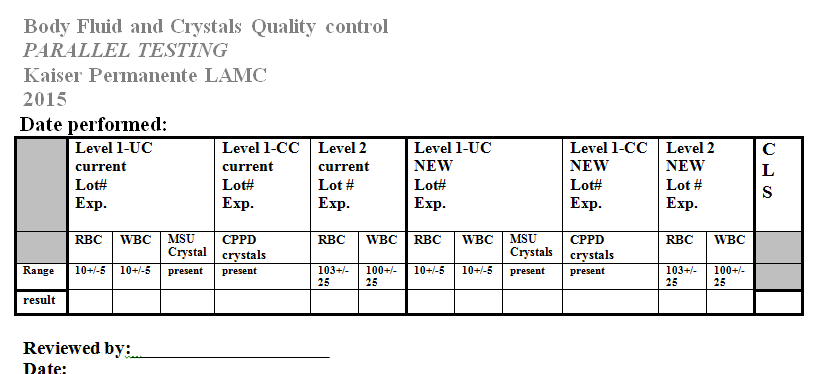 Body Fluid and Crystals Quality control
PARALLEL TESTING
Kaiser Permanente LAMC
2015
Date performed:
Level 1-UC Level 1-CC Level 2 Level 1-UC Level 1-CC Level 2 C
current current current NEW NEW NEW L
Lot# Lot# Lot # Lot# Lot# Lot # S
Exp. Exp. Exp. Exp. Exp. Exp.
RBC WBC MSU CPPD RBC WBC RBC WBC MSU CPPD RBC WBC
Crystal crystals Crystals crystals
Range 10+/-5 10+/-5 present present 103+/- 100+/- 10+/-5 10+/-5 present present 103+/- 100+/-
25 25 25 25
result
Reviewed by:
Date: